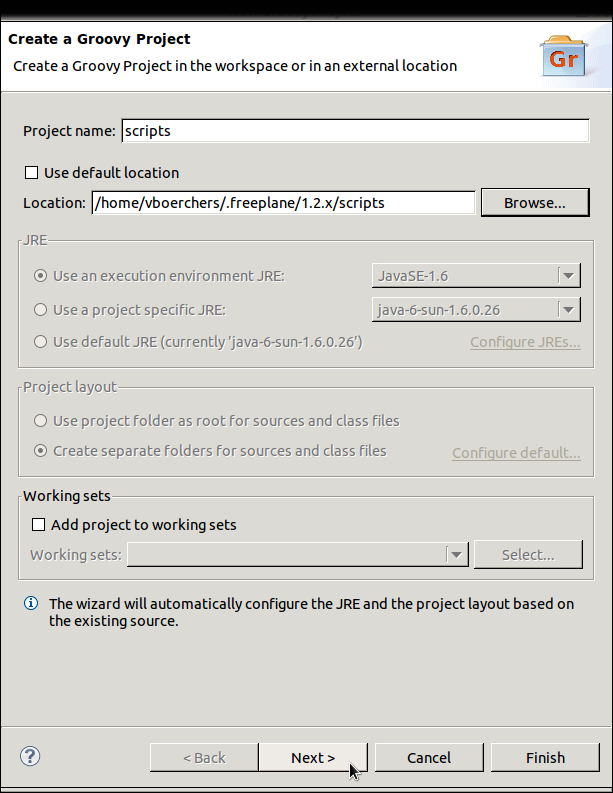 Create a Groovy Project
Create a Groovy Project in the workspace or in an external location
Gr
Project name: scripts
Use default location
Location: /home/vboerchers/.freeplane/1.2.x/scripts Browse...
JRE
Use an execution environment JRE: JavaSE-1.6
Use a project specific JRE: java-6-sun-1.6.0.26
Use default JRE (currently 'java-6-sun-1.6.0.26') Configure JREs...
Project layout
Use project folder as root for sources and class files
Create separate folders for sources and class files Configure default...
Working sets
Add project to working sets
Working sets: Select...
The wizard will automatically configure the JRE and the project layout based on
the existing source.
? < Back Next > Cancel Finish